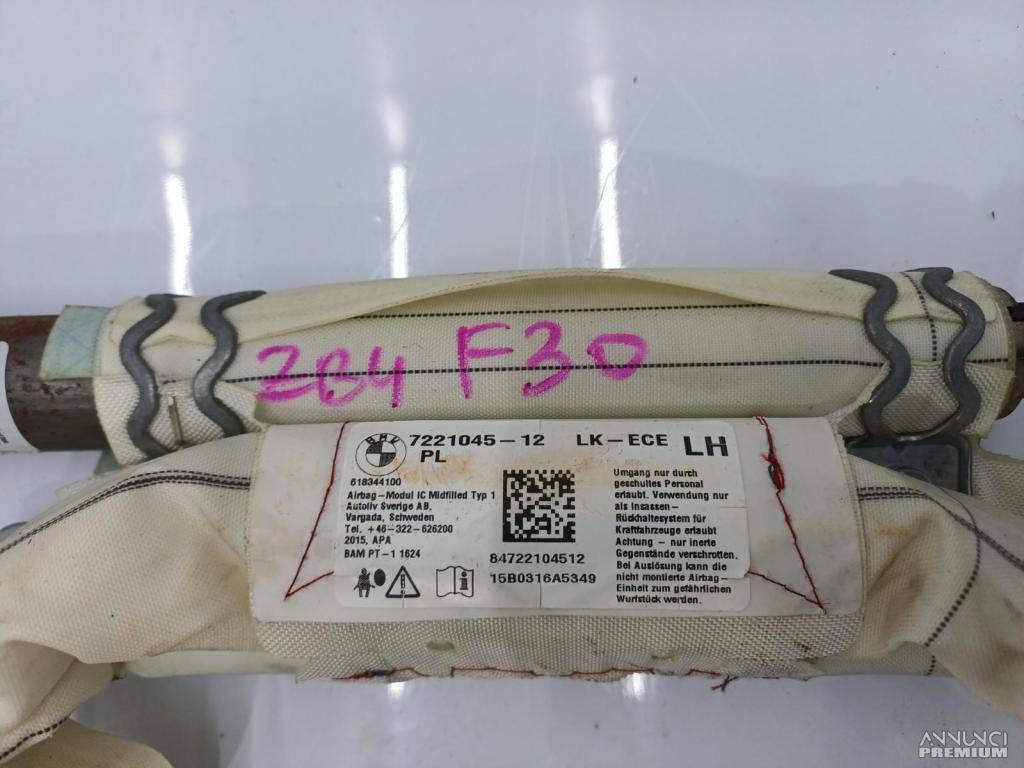 ZB4 F30
BMW
7221045-12 LK-ECE LH
PL
618344100
Airbag-Modul IC Midfilled Typ 1
Autoliv Sverige AB,
Vargada, Schweden
Tel. +46-322-626200
2015, APA
BAM PT-1 1624
84722104512
15B0316A5349
Umgang nur durch
geschultes Personal
erlaubt. Verwendung nur
als Insassen-
Rückhaltesystem für
Kraftfahrzeuge erlaubt
Achtung - nur inerte
Gegenstände verschrotten.
Bei Auslösung kann die
nicht montierte Airbag-
Einheit zum gefährlichen
Wurfstück werden.
ANNUNCI
PREMIUM